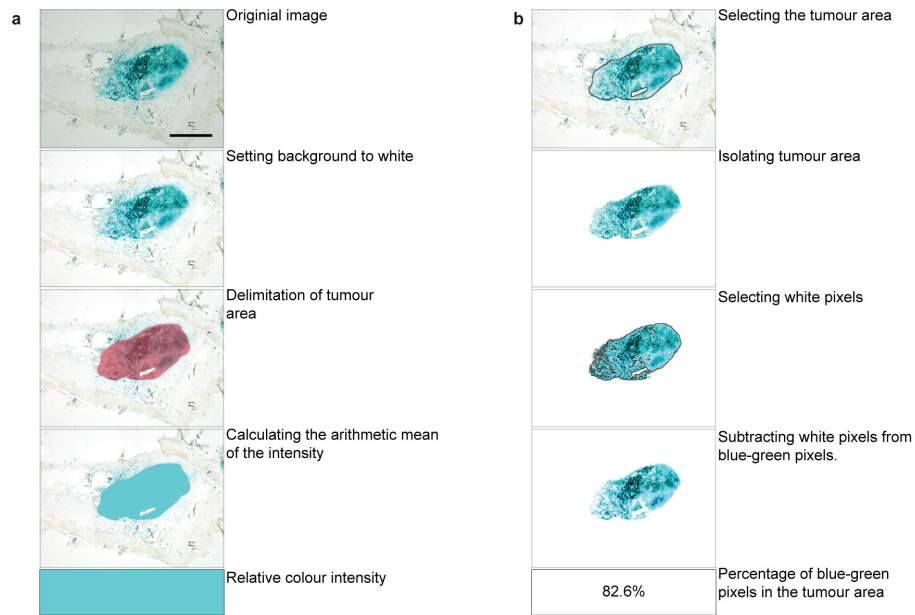 a
Originial image
Setting background to white
Delimitation of tumour
area
Calculating the arithmetic mean
of the intensity
Relative colour intensity
b
Selecting the tumour area
Isolating tumour area
Selecting white pixels
Subtracting white pixels from
blue-green pixels.
82.6%
Percentage of blue-green
pixels in the tumour area